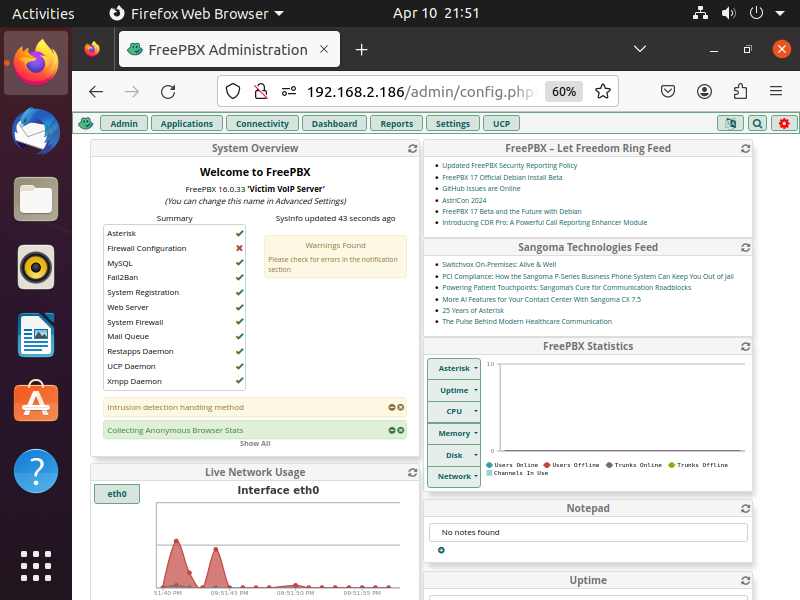 Activities
Firefox Web Browser
Apr 10 21:51
FreePBX Administration
192.168.2.186/admin/config.php?
60%
Admin
Applications
Connectivity
Dashboard
Reports
Settings
UCP
System Overview
Welcome to FreePBX
FreePBX 16.0.33 'Victim VoIP Server'
(You can change this name in Advanced Settings)
Summary
SysInfo updated 43 seconds ago
Asterisk
Firewall Configuration
MySQL
Fail2Ban
System Registration
Web Server
System Firewall
Mail Queue
Restapps Daemon
UCP Daemon
Xmpp Daemon
Warnings Found
Please check for errors in the notification
section
Intrusion detection handling method
Collecting Anonymous Browser Stats
Show All
Live Network Usage
eth0
Interface eth0
51:40 PM
09:51:45 PM
09:51:50 PM
09:51:55 PM
FreePBX – Let Freedom Ring Feed
Updated FreePBX Security Reporting Policy
FreePBX 17 Official Debian Install Beta
GitHub Issues are Online
AstriCon 2024
FreePBX 17 Beta and the Future with Debian
Introducing CDR Pro: A Powerful Call Reporting Enhancer Module
Sangoma Technologies Feed
Switchvox On-Premises: Alive & Well
PCI Compliance: How the Sangoma P-Series Business Phone System Can Keep You Out of Jail
Powering Patient Touchpoints: Sangoma's Cure for Communication Roadblocks
More AI Features for Your Contact Center With Sangoma CX 7.5
25 Years of Asterisk
The Pulse Behind Modern Healthcare Communication
FreePBX Statistics
Asterisk
Uptime
CPU
Memory
Disk
Network
10
0
Users Online
Users Offline
Trunks Online
Trunks Offline
Channels In Use
Notepad
No notes found
Uptime